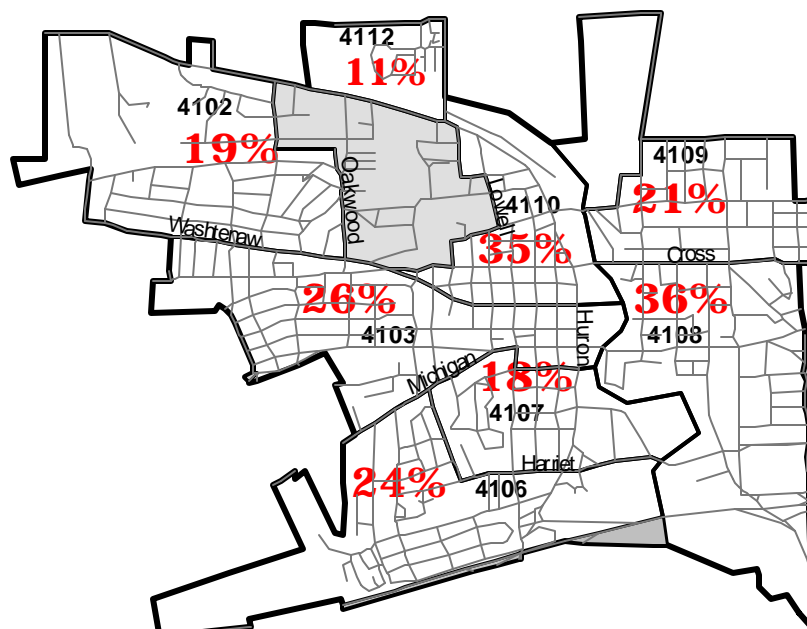 4112
11%
4102
19%
4109
21%
Oakwood
Lowell
4110
Washtenaw
35%
Cross
26%
36%
4103
Huron
4108
Michigan
18%
4107
Harriet
24%
4106